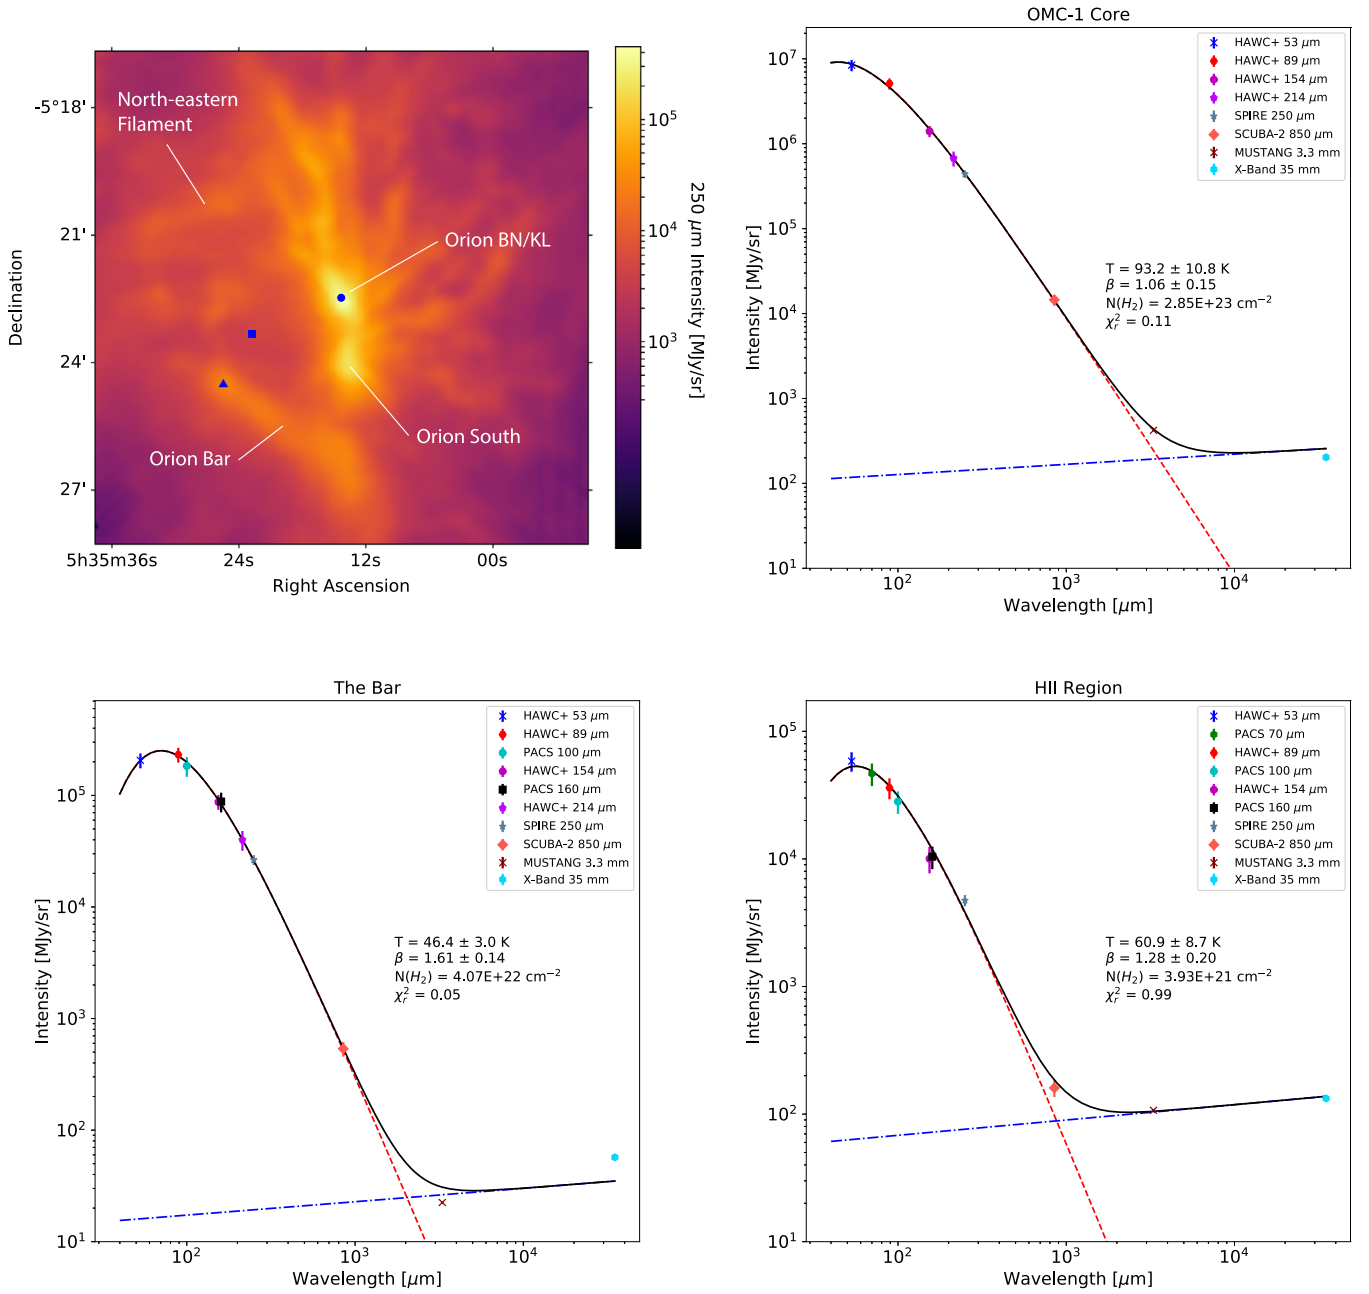 North-eastern
Filament
Orion BN/KL
Orion South
Orion Bar
-5°18'
21'
24'
27'
Declination
5h35m36s
24s
12s
00s
Right Ascension
10⁵
10⁴
10³
250 μm Intensity [MJy/sr]
OMC-1 Core
HAWC+ 53 μm
HAWC+ 89 μm
HAWC+ 154 μm
HAWC+ 214 μm
SPIRE 250 μm
SCUBA-2 850 μm
MUSTANG 3.3 mm
X-Band 35 mm
T = 93.2 ± 10.8 K
β = 1.06 ± 0.15
N(H₂) = 2.85E+23 cm⁻²
χᵣ² = 0.11
10⁷
10⁶
10⁵
10⁴
10³
10²
10¹
Intensity [MJy/sr]
10²
10³
10⁴
Wavelength [μm]
The Bar
HAWC+ 53 μm
HAWC+ 89 μm
PACS 100 μm
HAWC+ 154 μm
PACS 160 μm
HAWC+ 214 μm
SPIRE 250 μm
SCUBA-2 850 μm
MUSTANG 3.3 mm
X-Band 35 mm
T = 46.4 ± 3.0 K
β = 1.61 ± 0.14
N(H₂) = 4.07E+22 cm⁻²
χᵣ² = 0.05
10⁵
10⁴
10³
10²
10¹
Intensity [MJy/sr]
10²
10³
10⁴
Wavelength [μm]
HII Region
HAWC+ 53 μm
PACS 70 μm
HAWC+ 89 μm
PACS 100 μm
HAWC+ 154 μm
PACS 160 μm
SPIRE 250 μm
SCUBA-2 850 μm
MUSTANG 3.3 mm
X-Band 35 mm
T = 60.9 ± 8.7 K
β = 1.28 ± 0.20
N(H₂) = 3.93E+21 cm⁻²
χᵣ² = 0.99
10⁵
10⁴
10³
10²
10¹
Intensity [MJy/sr]
10²
10³
10⁴
Wavelength [μm]